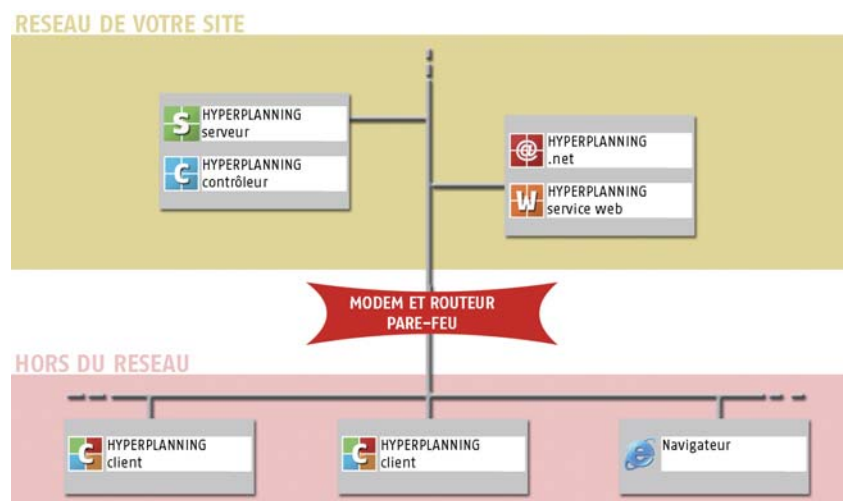 RESEAU DE VOTRE SITE
S
HYPERPLANNING
serveur
C
HYPERPLANNING
contrôleur
@
HYPERPLANNING
.net
W
HYPERPLANNING
service web
MODEM ET ROUTEUR
PARE-FEU
HORS DU RESEAU
C
HYPERPLANNING
client
C
HYPERPLANNING
client
e
Navigateur